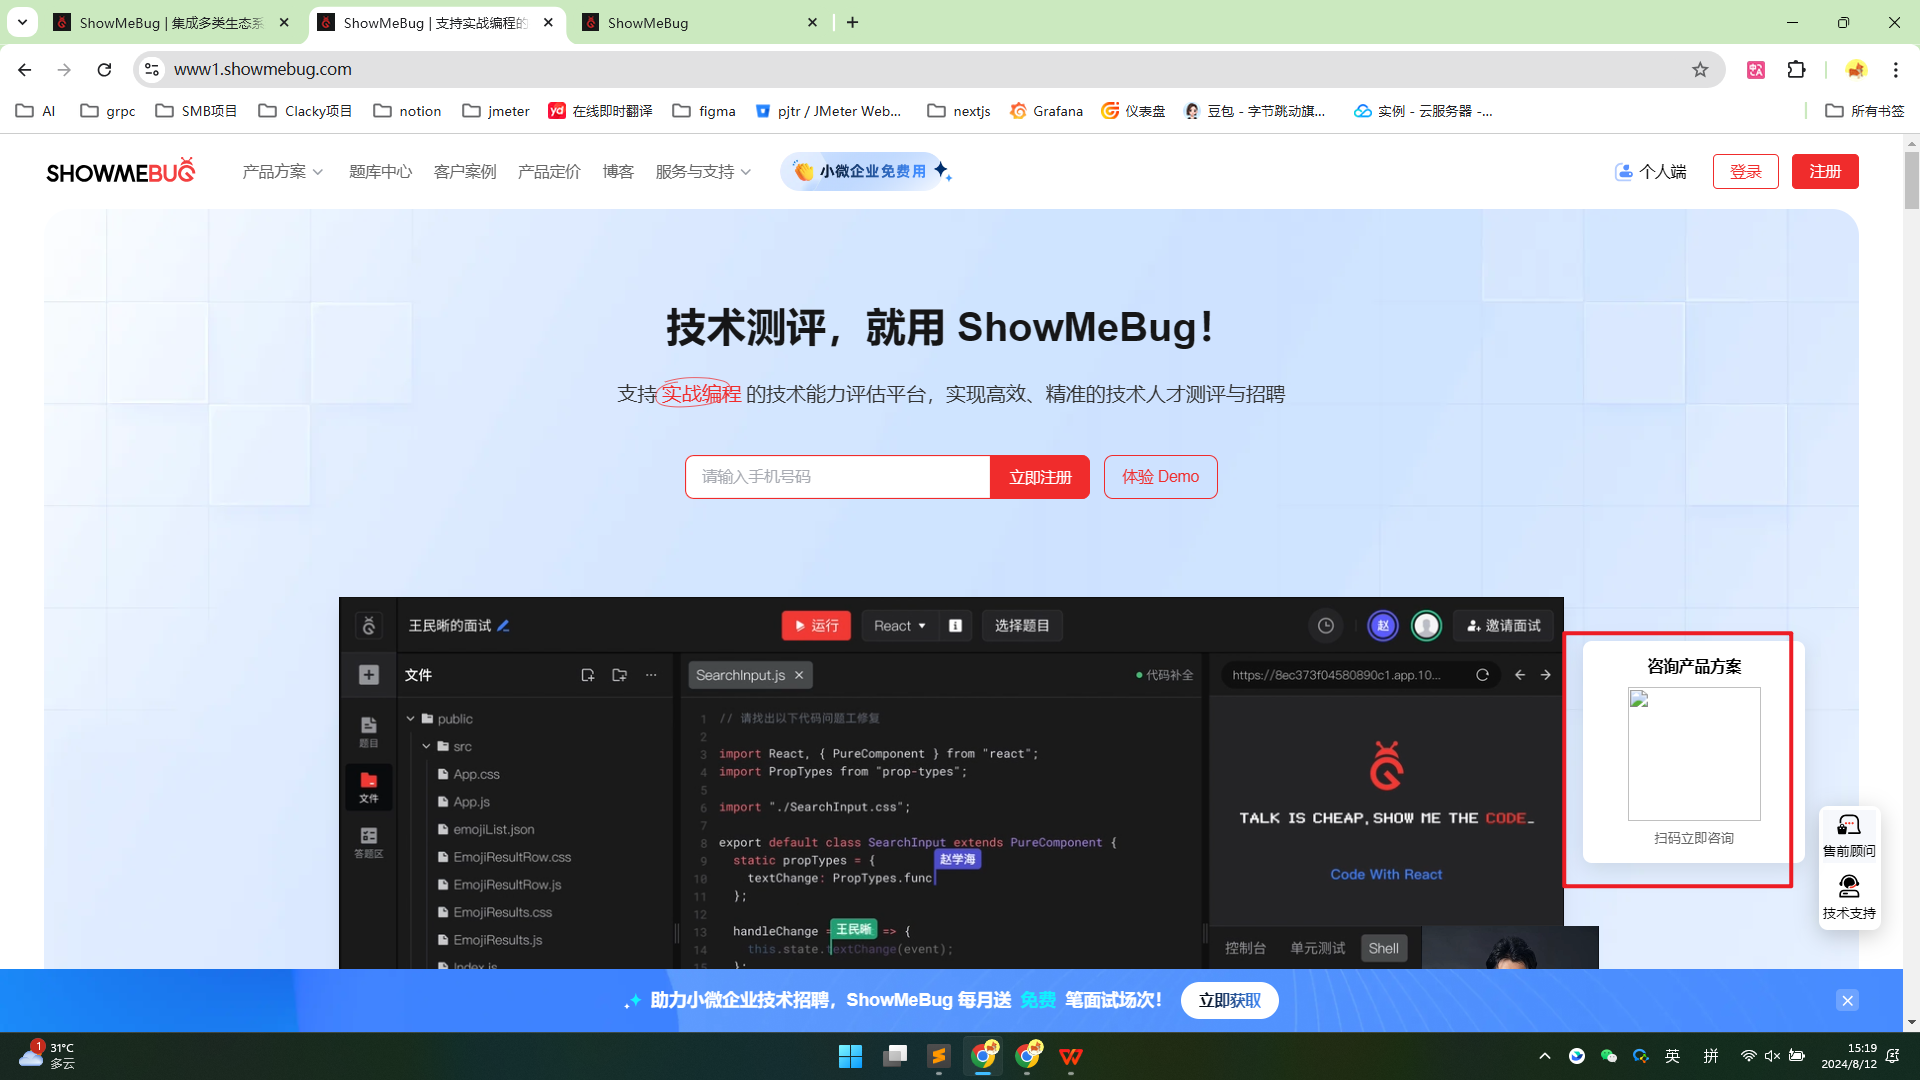 ShowMeBug | 集成多类生态系
ShowMeBug | 支持实战编程的
ShowMeBug
www1.showmebug.com
AI
grpc
SMB项目
Clacky项目
notion
jmeter
yd 在线即时翻译
figma
pjtr / JMeter Web...
nextjs
Grafana
仪表盘
豆包 - 字节跳动旗...
实例 - 云服务器 -...
所有书签
SHOWMEBUG
产品方案
题库中心
客户案例
产品定价
博客
服务与支持
小微企业免费用
个人端
登录
注册
技术测评，就用 ShowMeBug！
支持 实战编程 的技术能力评估平台，实现高效、精准的技术人才测评与招聘
请输入手机号码
立即注册
体验 Demo
王民晰的面试
运行
React
选择题目
赵
邀请面试
文件
SearchInput.js
代码补全
https://8ec373f04580890c1.app.10...
题目
文件
答题区
public
src
App.css
App.js
emojiList.json
EmojiResultRow.css
EmojiResultRow.js
EmojiResults.css
EmojiResults.js
Index.js
1 // 请找出以下代码问题工修复
2
3 import React, { PureComponent } from "react";
4 import PropTypes from "prop-types";
5
6 import "./SearchInput.css";
7
8 export default class SearchInput extends PureComponent {
9 static propTypes = {
赵学海
10 textChange: PropTypes.func
11 };
12
13 handleChange = 王民晰 => {
14 this.state.textChange(event);
15 };
TALK IS CHEAP, SHOW ME THE CODE_
Code With React
控制台
单元测试
Shell
咨询产品方案
扫码立即咨询
售前顾问
技术支持
助力小微企业技术招聘，ShowMeBug 每月送 免费 笔面试场次！
立即获取
1
31°C
多云
英
拼
15:19
2024/8/12